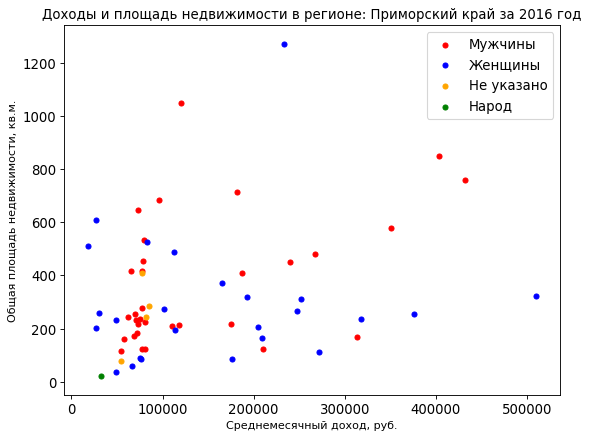 Доходы и площадь недвижимости в регионе: Приморский край за 2016 год
Мужчины
Женщины
Не указано
Народ
Общая площадь недвижимости, кв.м.
1200
1000
800
600
400
200
0
0 100000 200000 300000 400000 500000
Среднемесячный доход, руб.